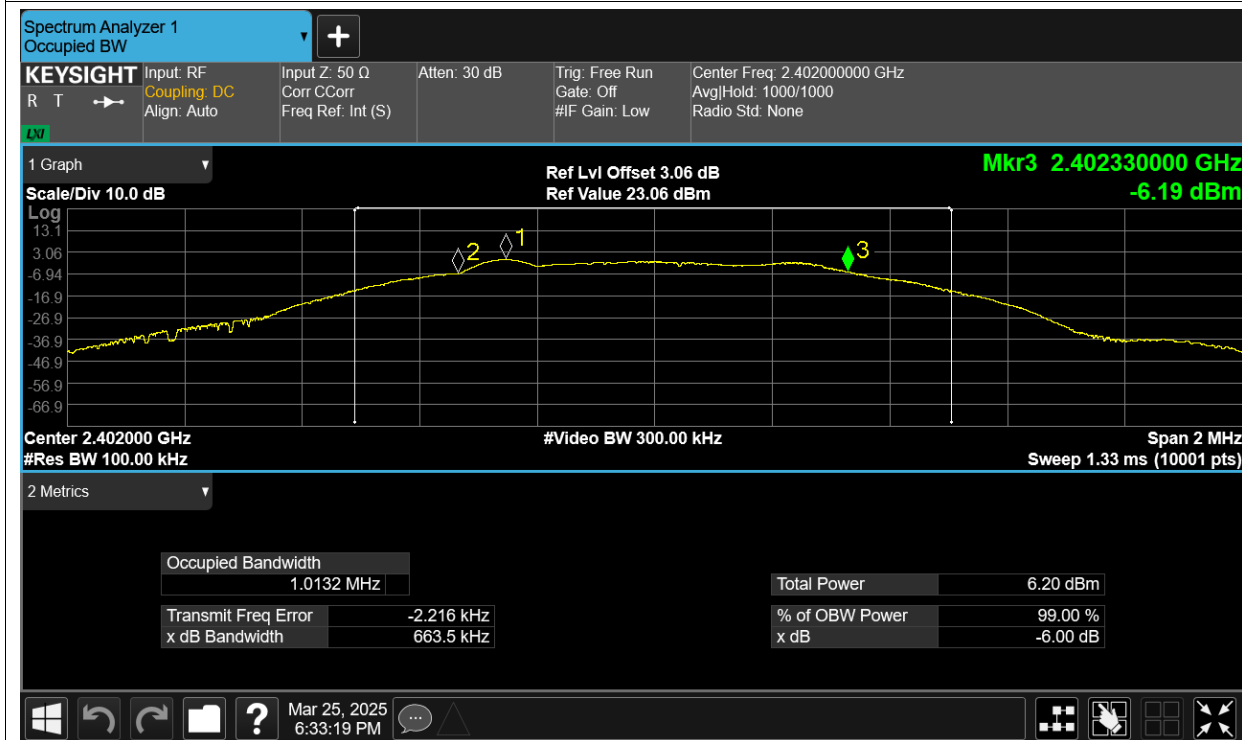 Spectrum Analyzer 1
Occupied BW
KEYSIGHT
R T
LXI
Input: RF
Coupling: DC
Align: Auto
Input Z: 50 Ω
Corr CCorr
Freq Ref: Int (S)
Atten: 30 dB
Trig: Free Run
Gate: Off
#IF Gain: Low
Center Freq: 2.402000000 GHz
Avg|Hold: 1000/1000
Radio Std: None
1 Graph
Scale/Div 10.0 dB
Ref Lvl Offset 3.06 dB
Ref Value 23.06 dBm
Mkr3 2.402330000 GHz
-6.19 dBm
Log
13.1
3.06
-6.94
-16.9
-26.9
-36.9
-46.9
-56.9
-66.9
2
1
3
Center 2.402000 GHz
#Res BW 100.00 kHz
#Video BW 300.00 kHz
Span 2 MHz
Sweep 1.33 ms (10001 pts)
2 Metrics
Occupied Bandwidth
1.0132 MHz
Transmit Freq Error -2.216 kHz
x dB Bandwidth 663.5 kHz
Total Power 6.20 dBm
% of OBW Power 99.00 %
x dB -6.00 dB
?
Mar 25, 2025
6:33:19 PM